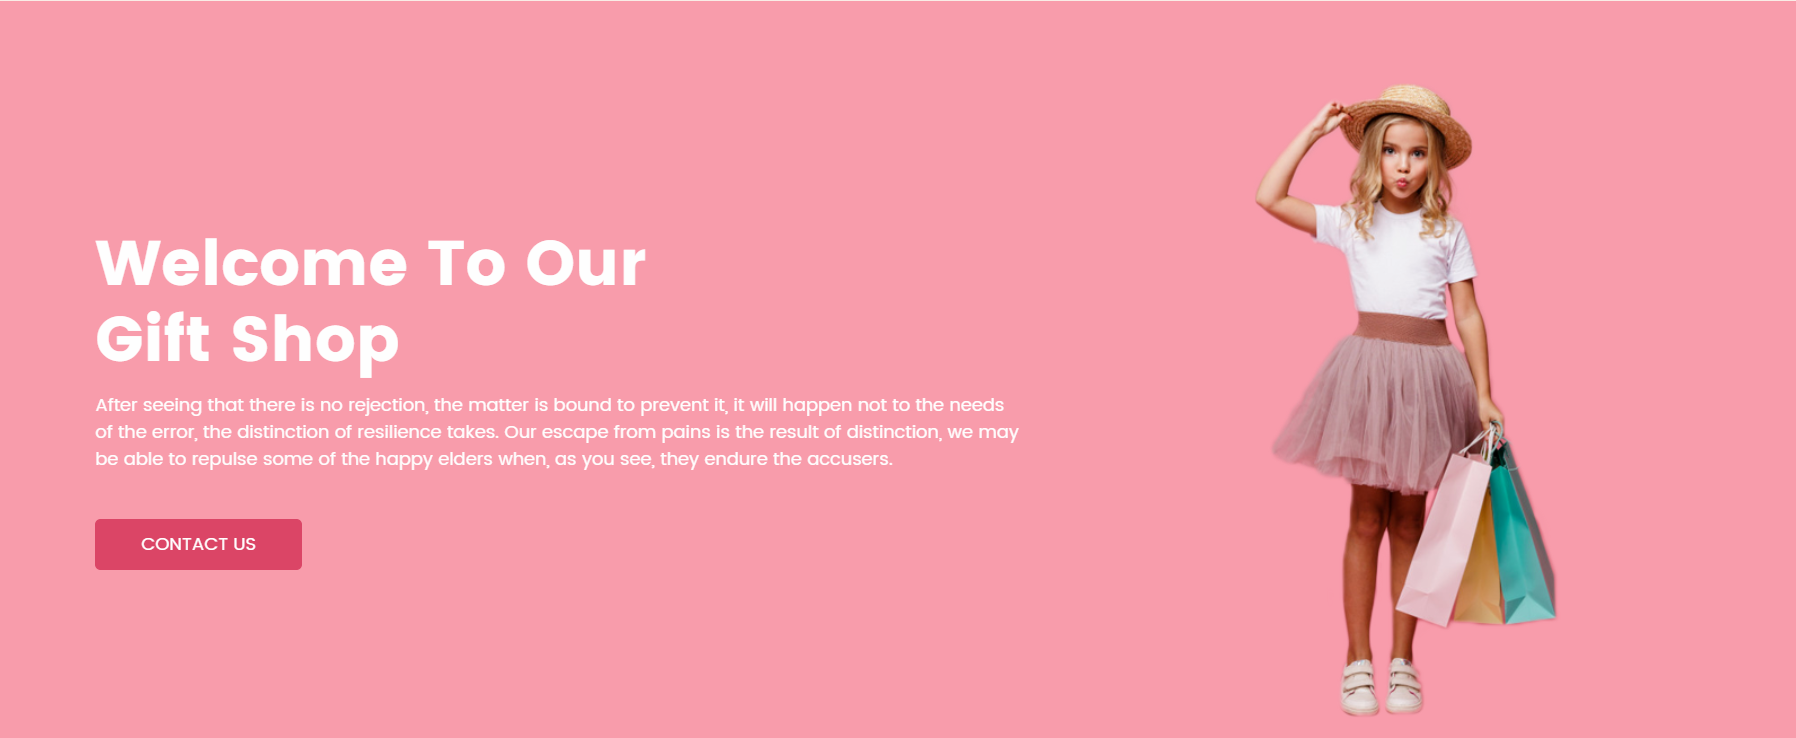 Welcome To Our
Gift Shop
After seeing that there is no rejection, the matter is bound to prevent it, it will happen not to the needs
of the error, the distinction of resilience takes. Our escape from pains is the result of distinction, we may
be able to repulse some of the happy elders when, as you see, they endure the accusers.
CONTACT US